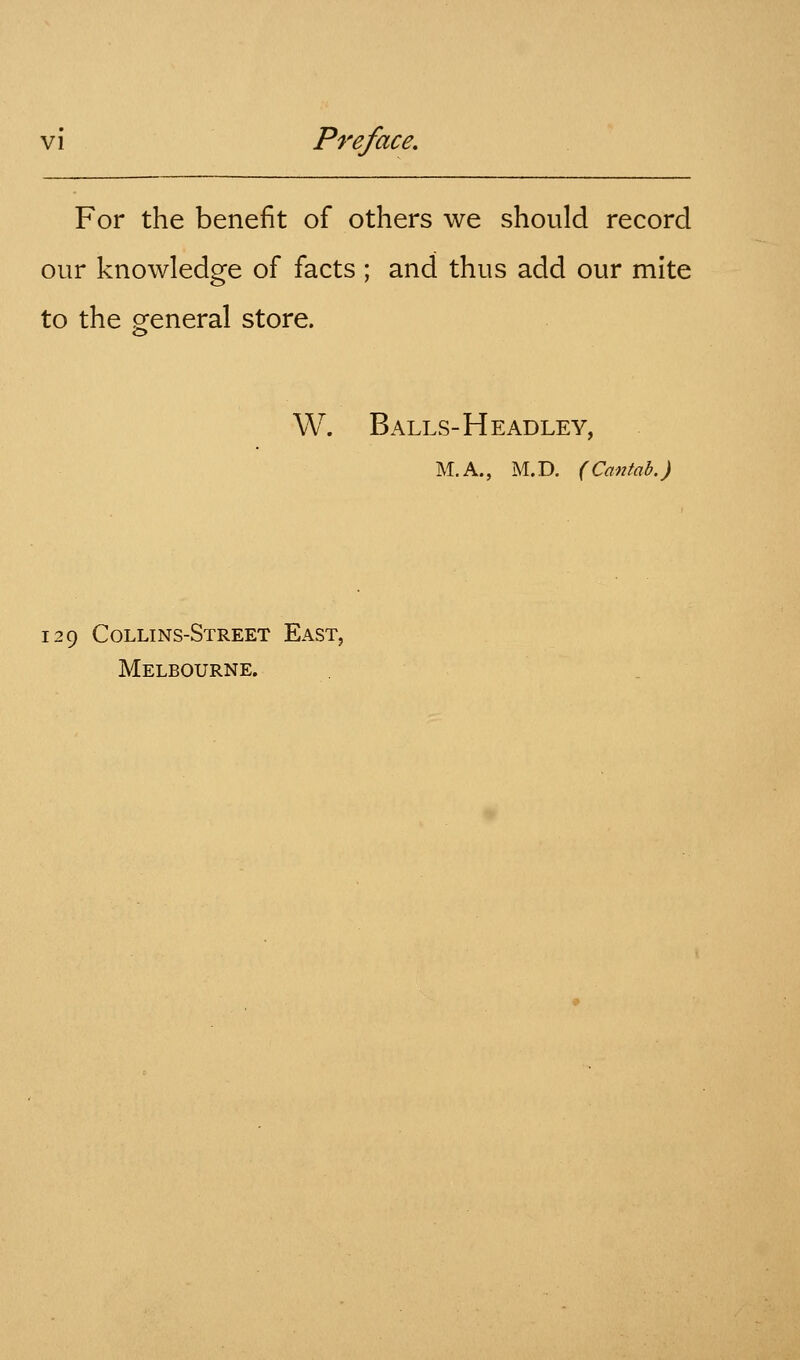 vi Preface.
For the benefit of others we should record
our knowledge of facts ; and thus add our mite
to the general store.
W. Balls-Headley,
M.A., M.D. (Cantab.)
129 Collins-Street East,
Melbourne.